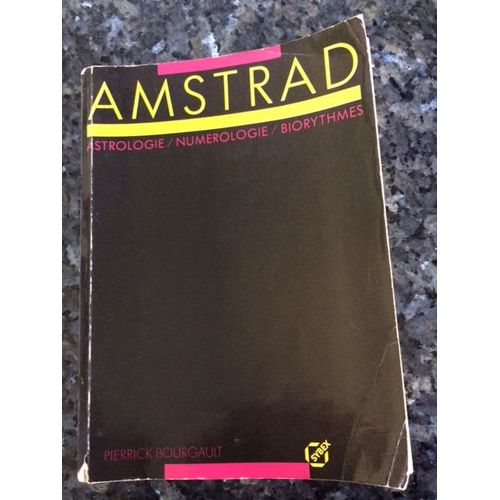 AMSTRAD
ASTROLOGIE / NUMEROLOGIE / BIORYTHMES
PIERRICK BOURGAULT
SYBEX